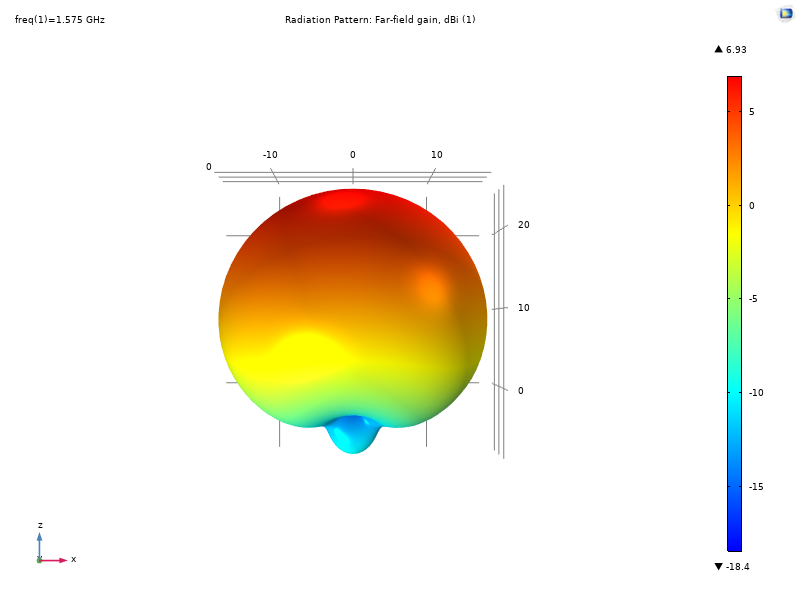 freq(1)=1.575 GHz
Radiation Pattern: Far-field gain, dBi (1)
▲ 6.93
0
-10
0
10
20
10
0
5
0
-5
-10
-15
▼ -18.4
z
y
x